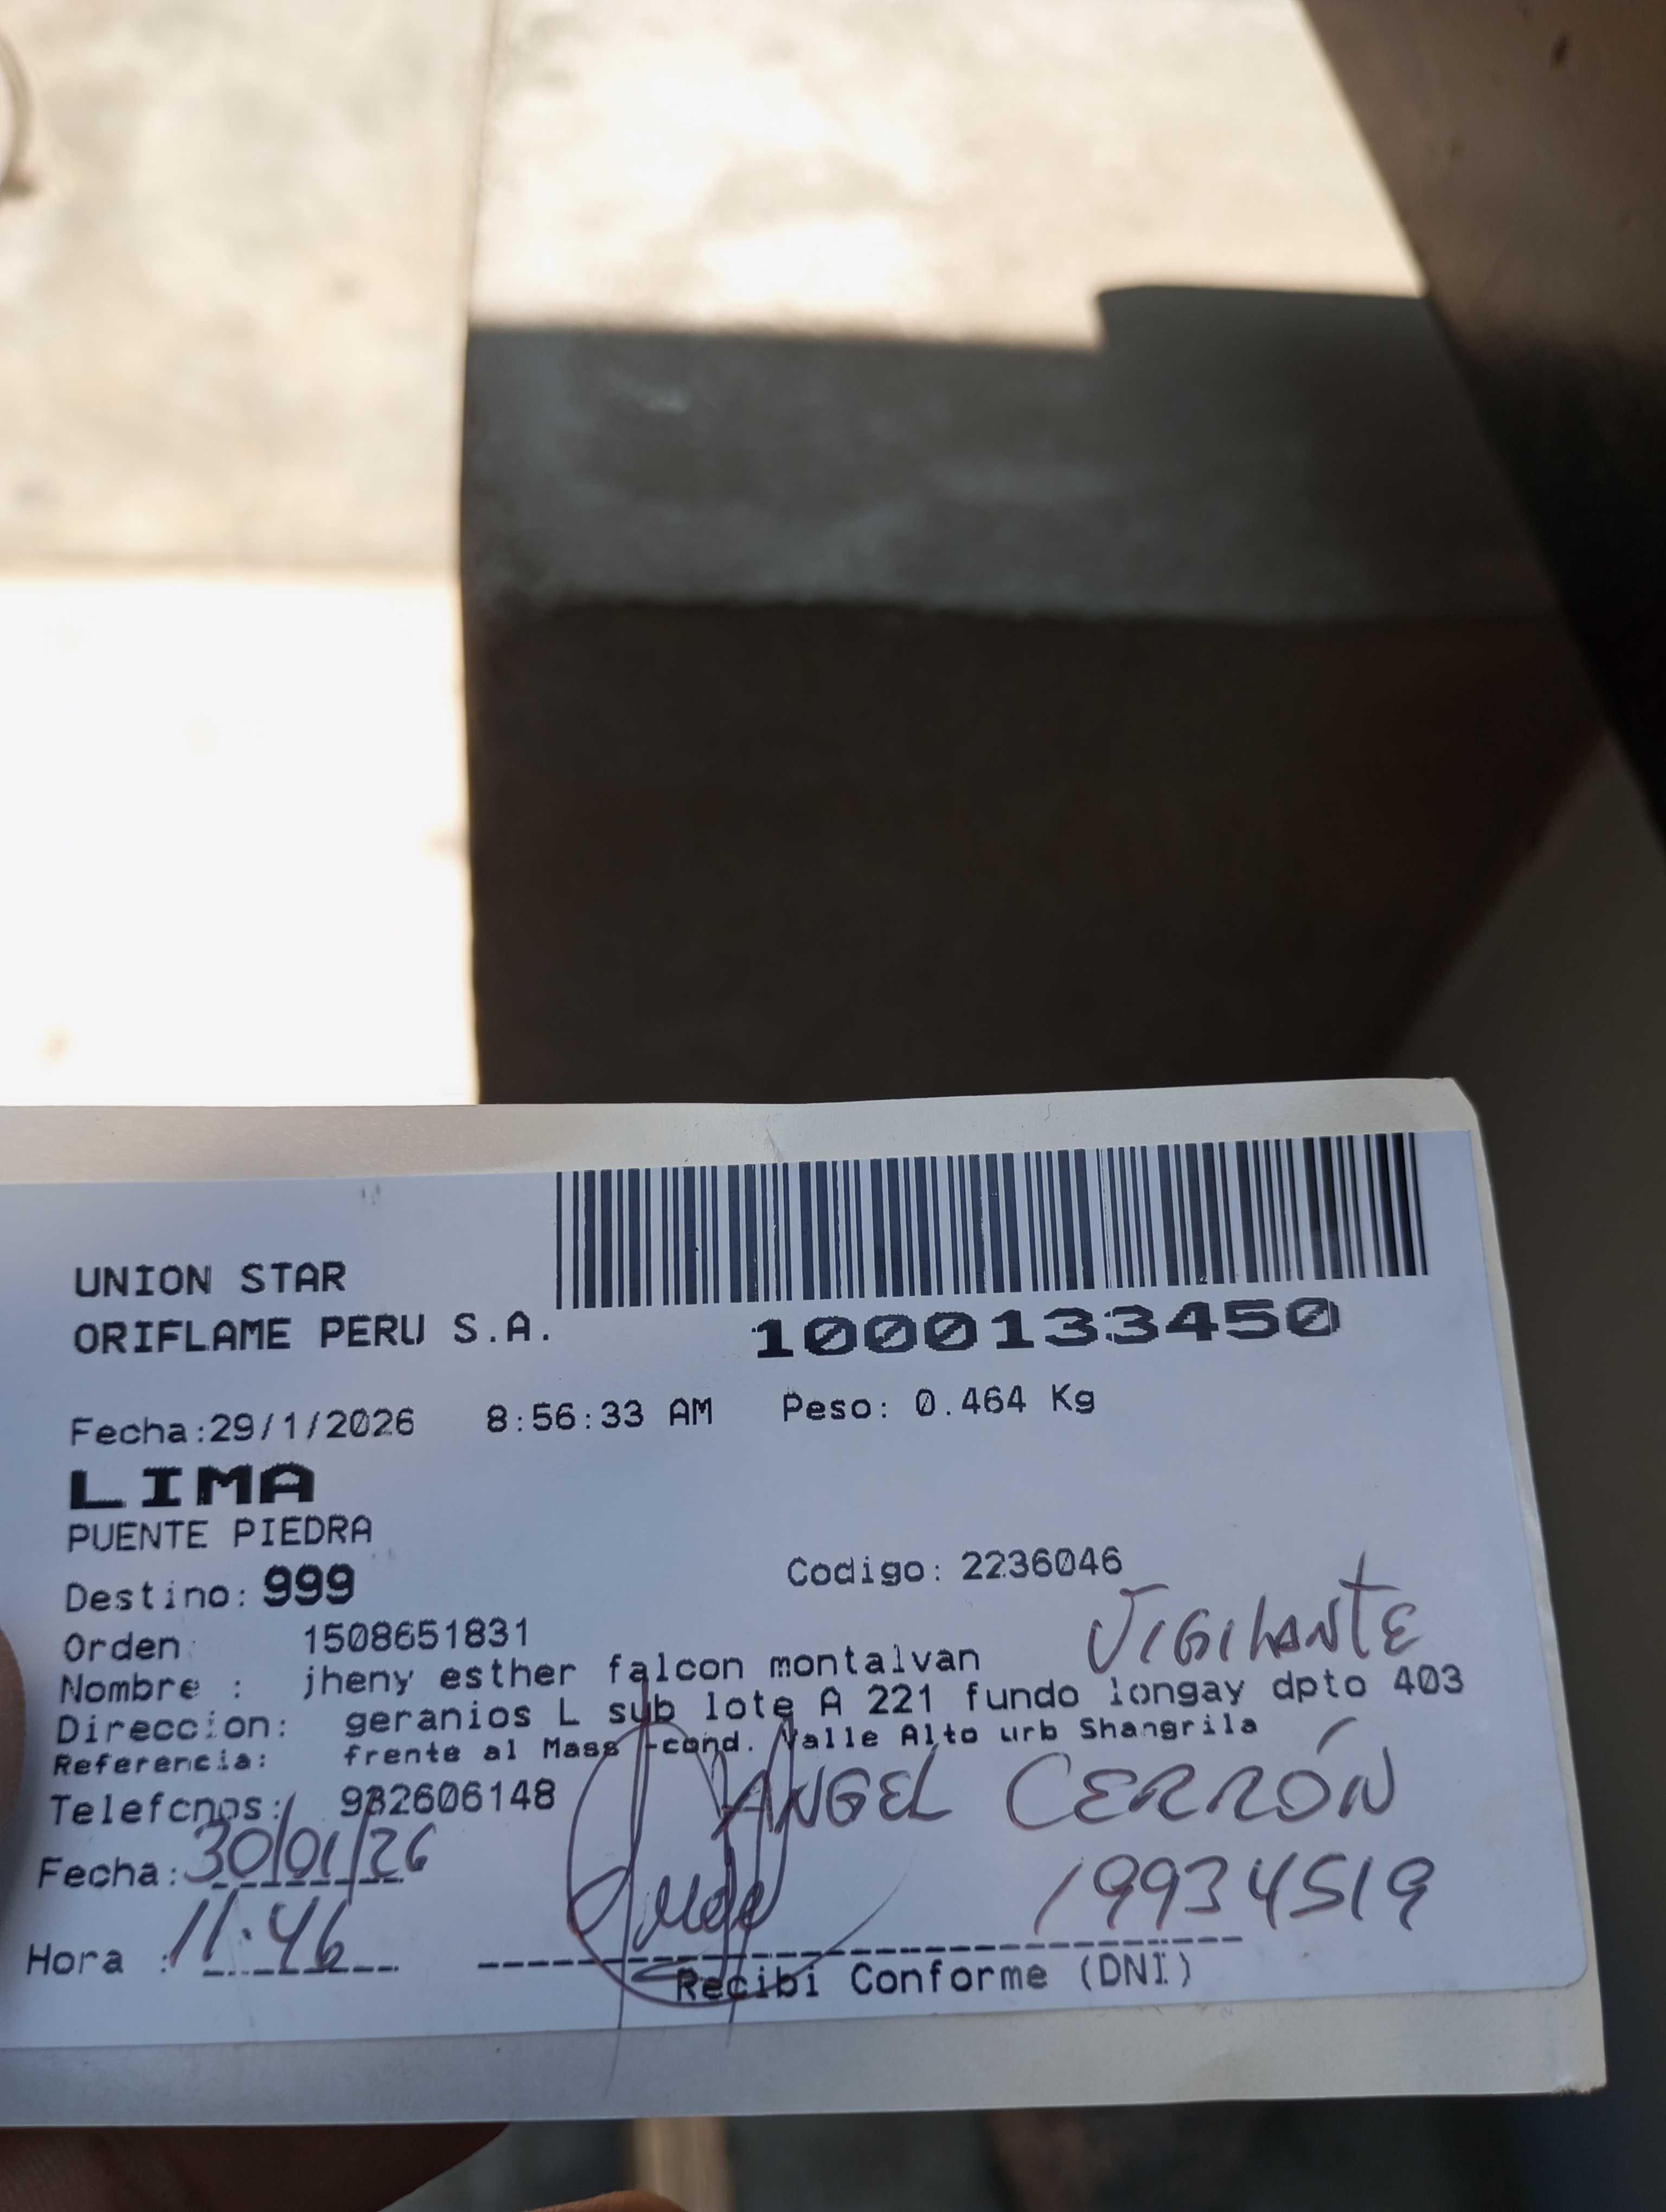 UNION STAR
ORIFLAME PERU S.A.
1000133450
Fecha:29/1/2026 8:56:33 AM Peso: 0.464 Kg
LIMA
PUENTE PIEDRA
Destino: 999 Codigo: 2236046
VIGILANTE
Orden 1508651831
Nombre : jheny esther falcon montalvan
Direccion: geranios L sub lote A 221 fundo longay dpto 403
Referencia: frente al Mass -cond. Valle Alto urb Shangrila
Telefonos: 932606148
ANGEL CERRÓN
Fecha: 30/01/26
19934519
Hora : 11:46
Recibi Conforme (DNI)